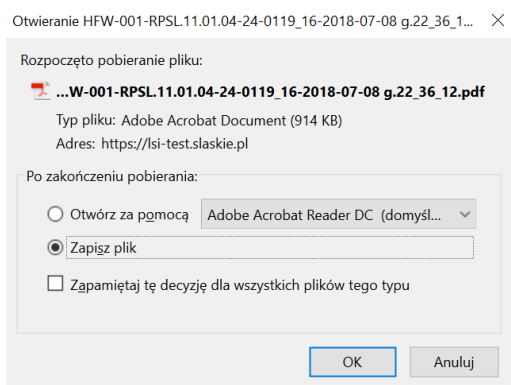 Otwieranie HFW-001-RPSL.11.01.04-24-0119_16-2018-07-08 g.22_36_1...
Rozpoczęto pobieranie pliku:
...W-001-RPSL.11.01.04-24-0119_16-2018-07-08 g.22_36_12.pdf
Typ pliku: Adobe Acrobat Document (914 KB)
Adres: https://lsi-test.slaskie.pl
Po zakończeniu pobierania:
Otwórz za pomocą Adobe Acrobat Reader DC (domyśl...
Zapisz plik
Zapamiętaj tę decyzję dla wszystkich plików tego typu
OK Anuluj